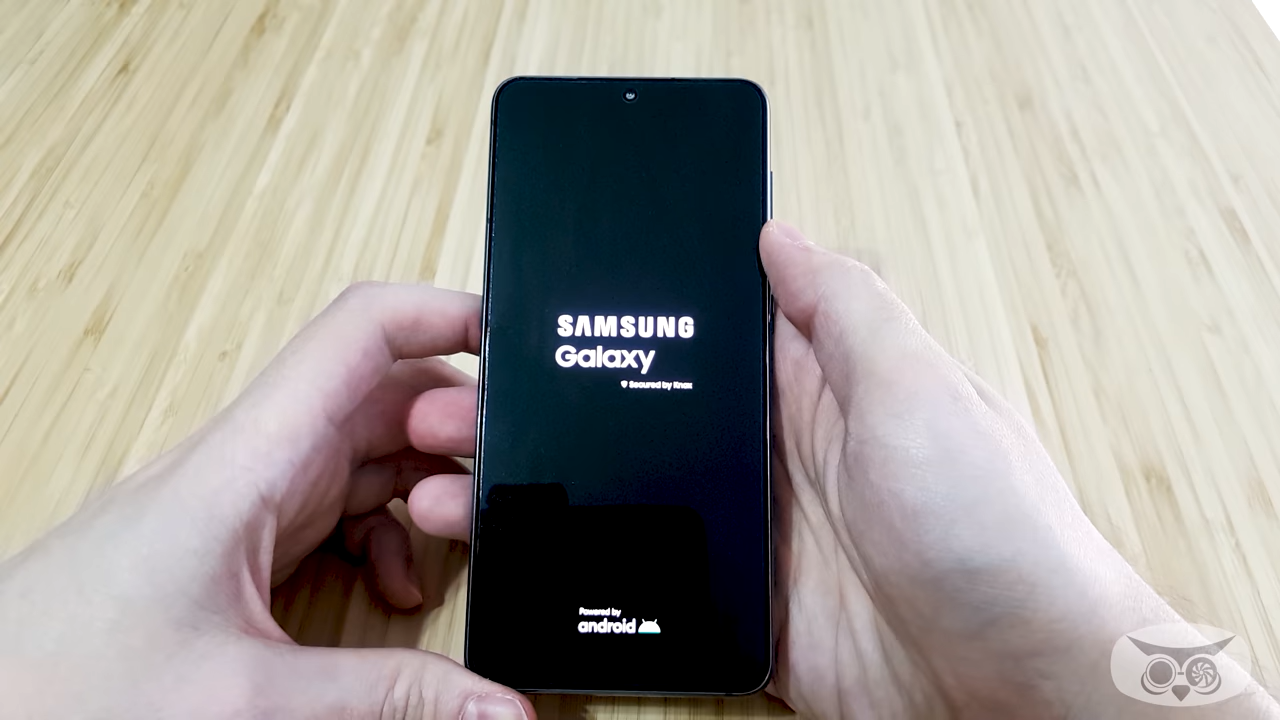 SAMSUNG
Galaxy
Secured by Knox
Powered by
android